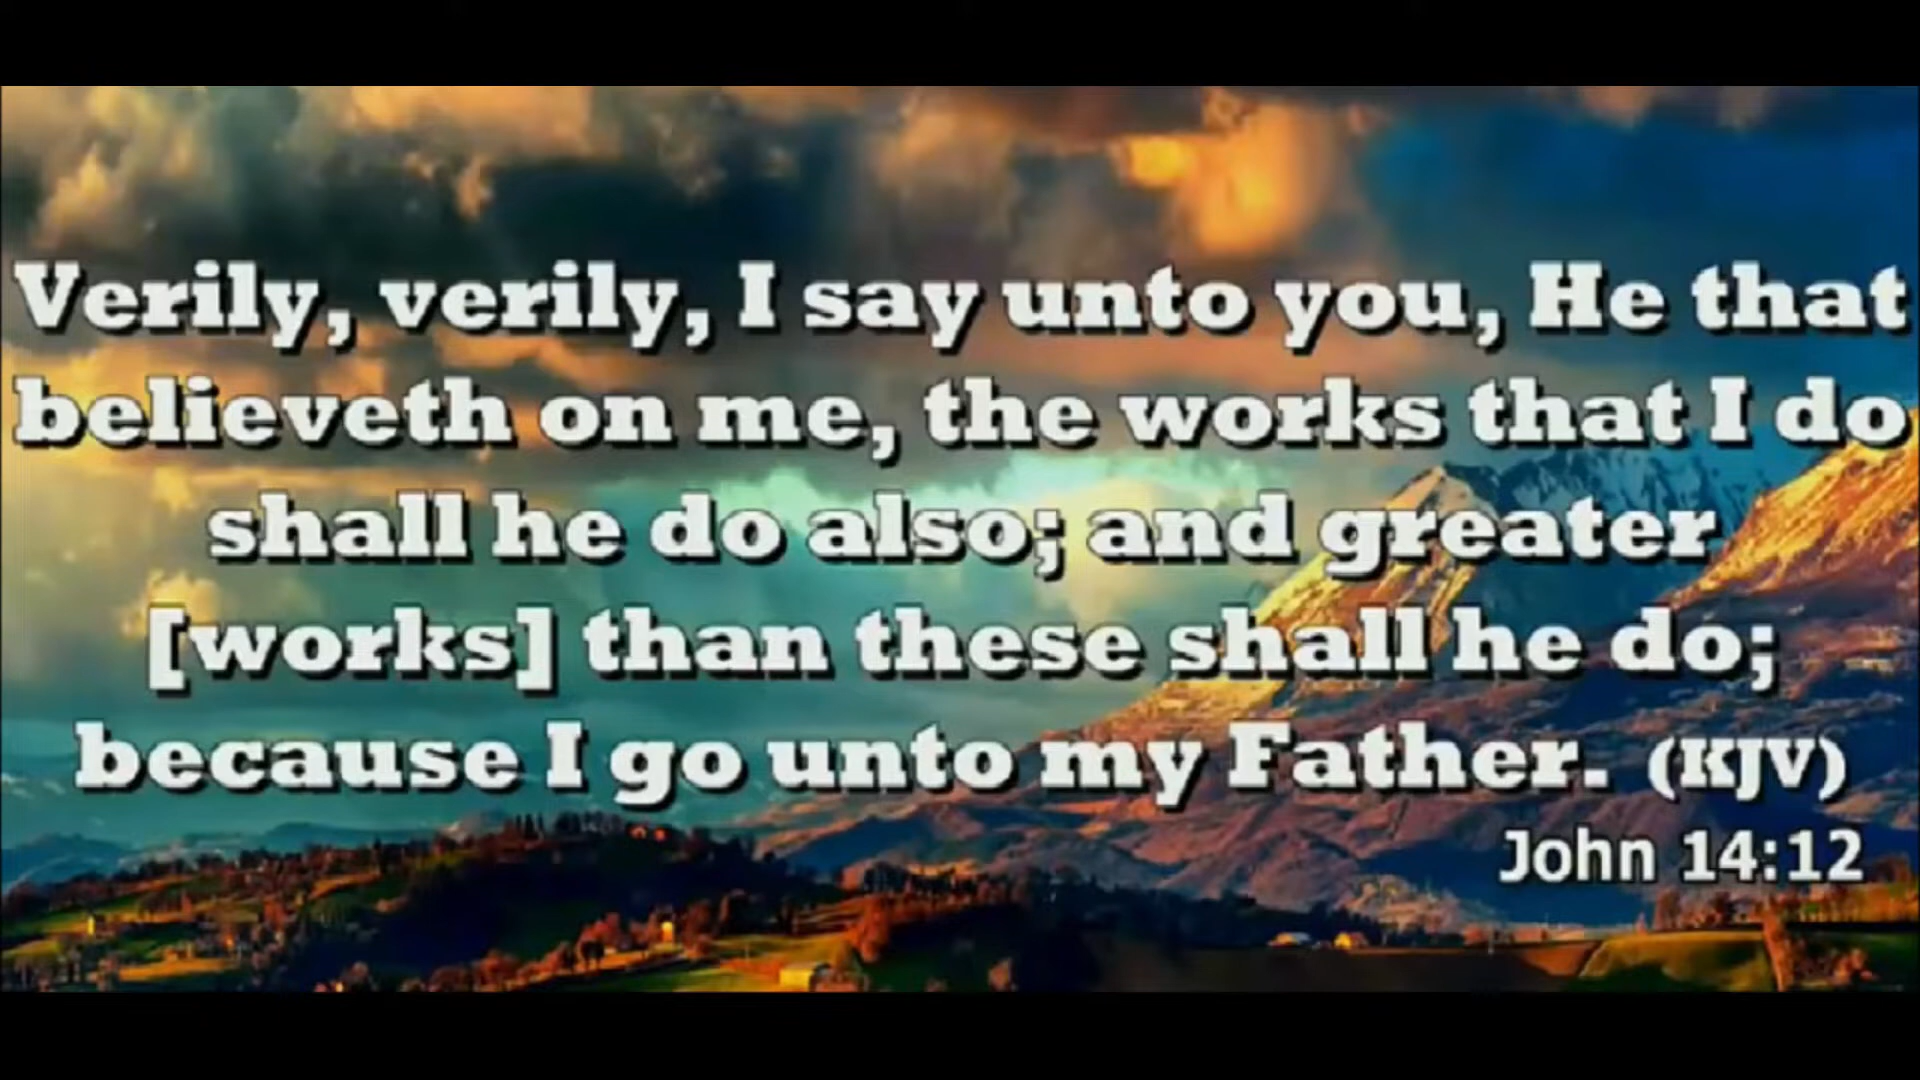 Verily, verily, I say unto you, He that
believeth on me, the works that I do
shall he do also; and greater
[works] than these shall he do;
because I go unto my Father. (KJV)
John 14:12